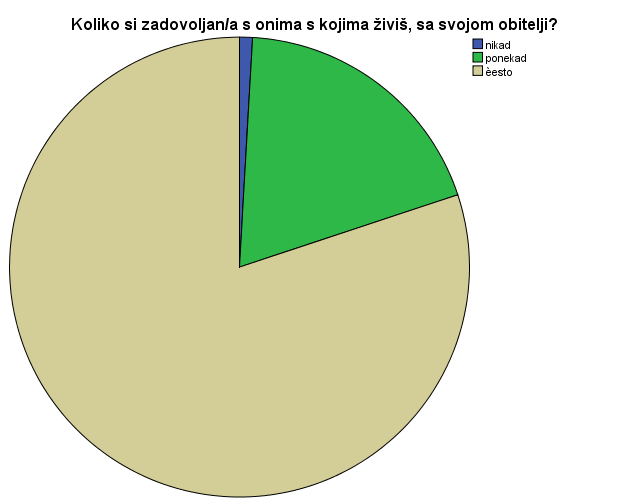 Koliko si zadovoljan/a s onima s kojima živiš, sa svojom obitelji?
nikad
ponekad
èesto